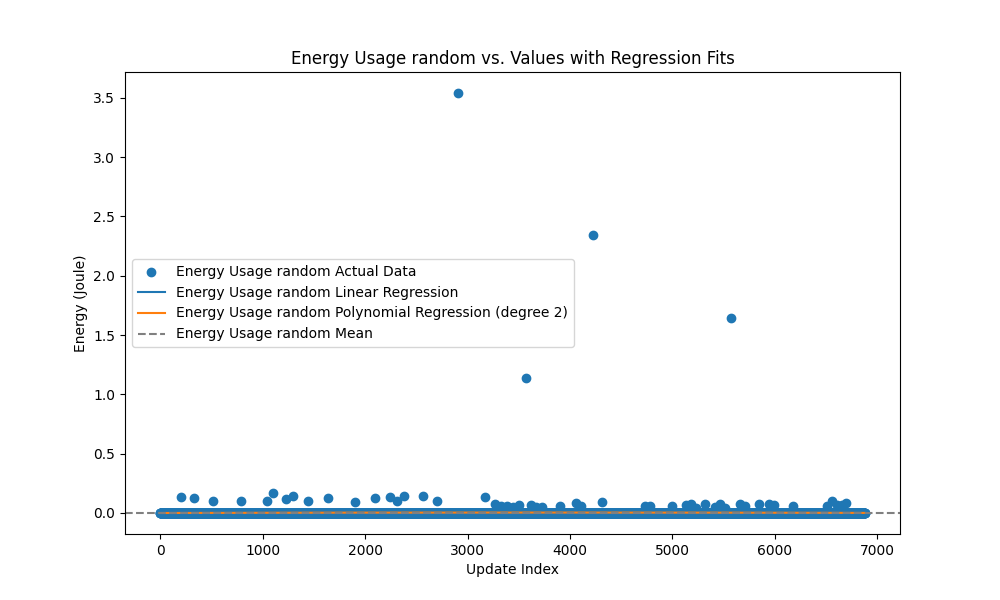 Energy Usage random vs. Values with Regression Fits
3.5
3.0
2.5
2.0
1.5
1.0
0.5
0.0
Energy (Joule)
Energy Usage random Actual Data
Energy Usage random Linear Regression
Energy Usage random Polynomial Regression (degree 2)
Energy Usage random Mean
0 1000 2000 3000 4000 5000 6000 7000
Update Index